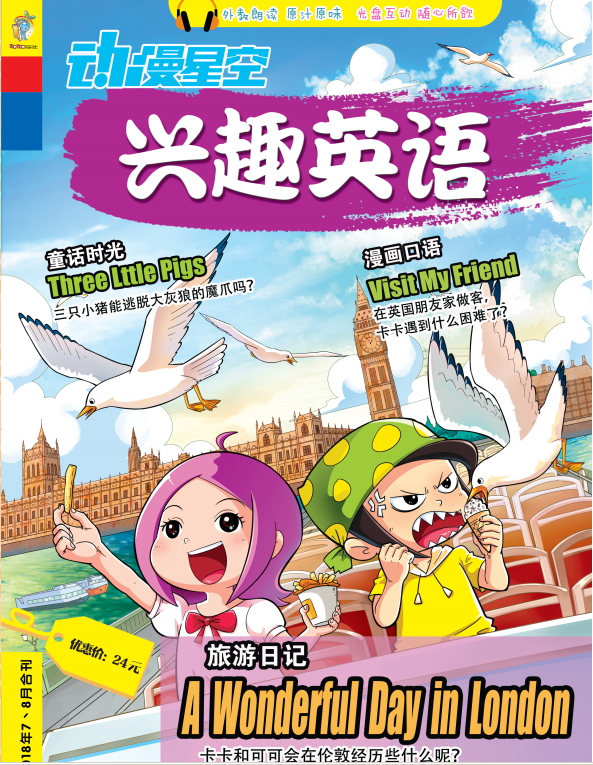 外教朗读 原汁原味 光盘互动 随心所欲
动漫星空
兴趣英语
童话时光
Three Lttle Pigs
三只小猪能逃脱大灰狼的魔爪吗？
漫画口语
Visit My Friend
在英国朋友家做客，
卡卡遇到什么困难了？
优惠价：24元
018年7、8月合刊
旅游日记
A Wonderful Day in London
卡卡和可可会在伦敦经历些什么呢？